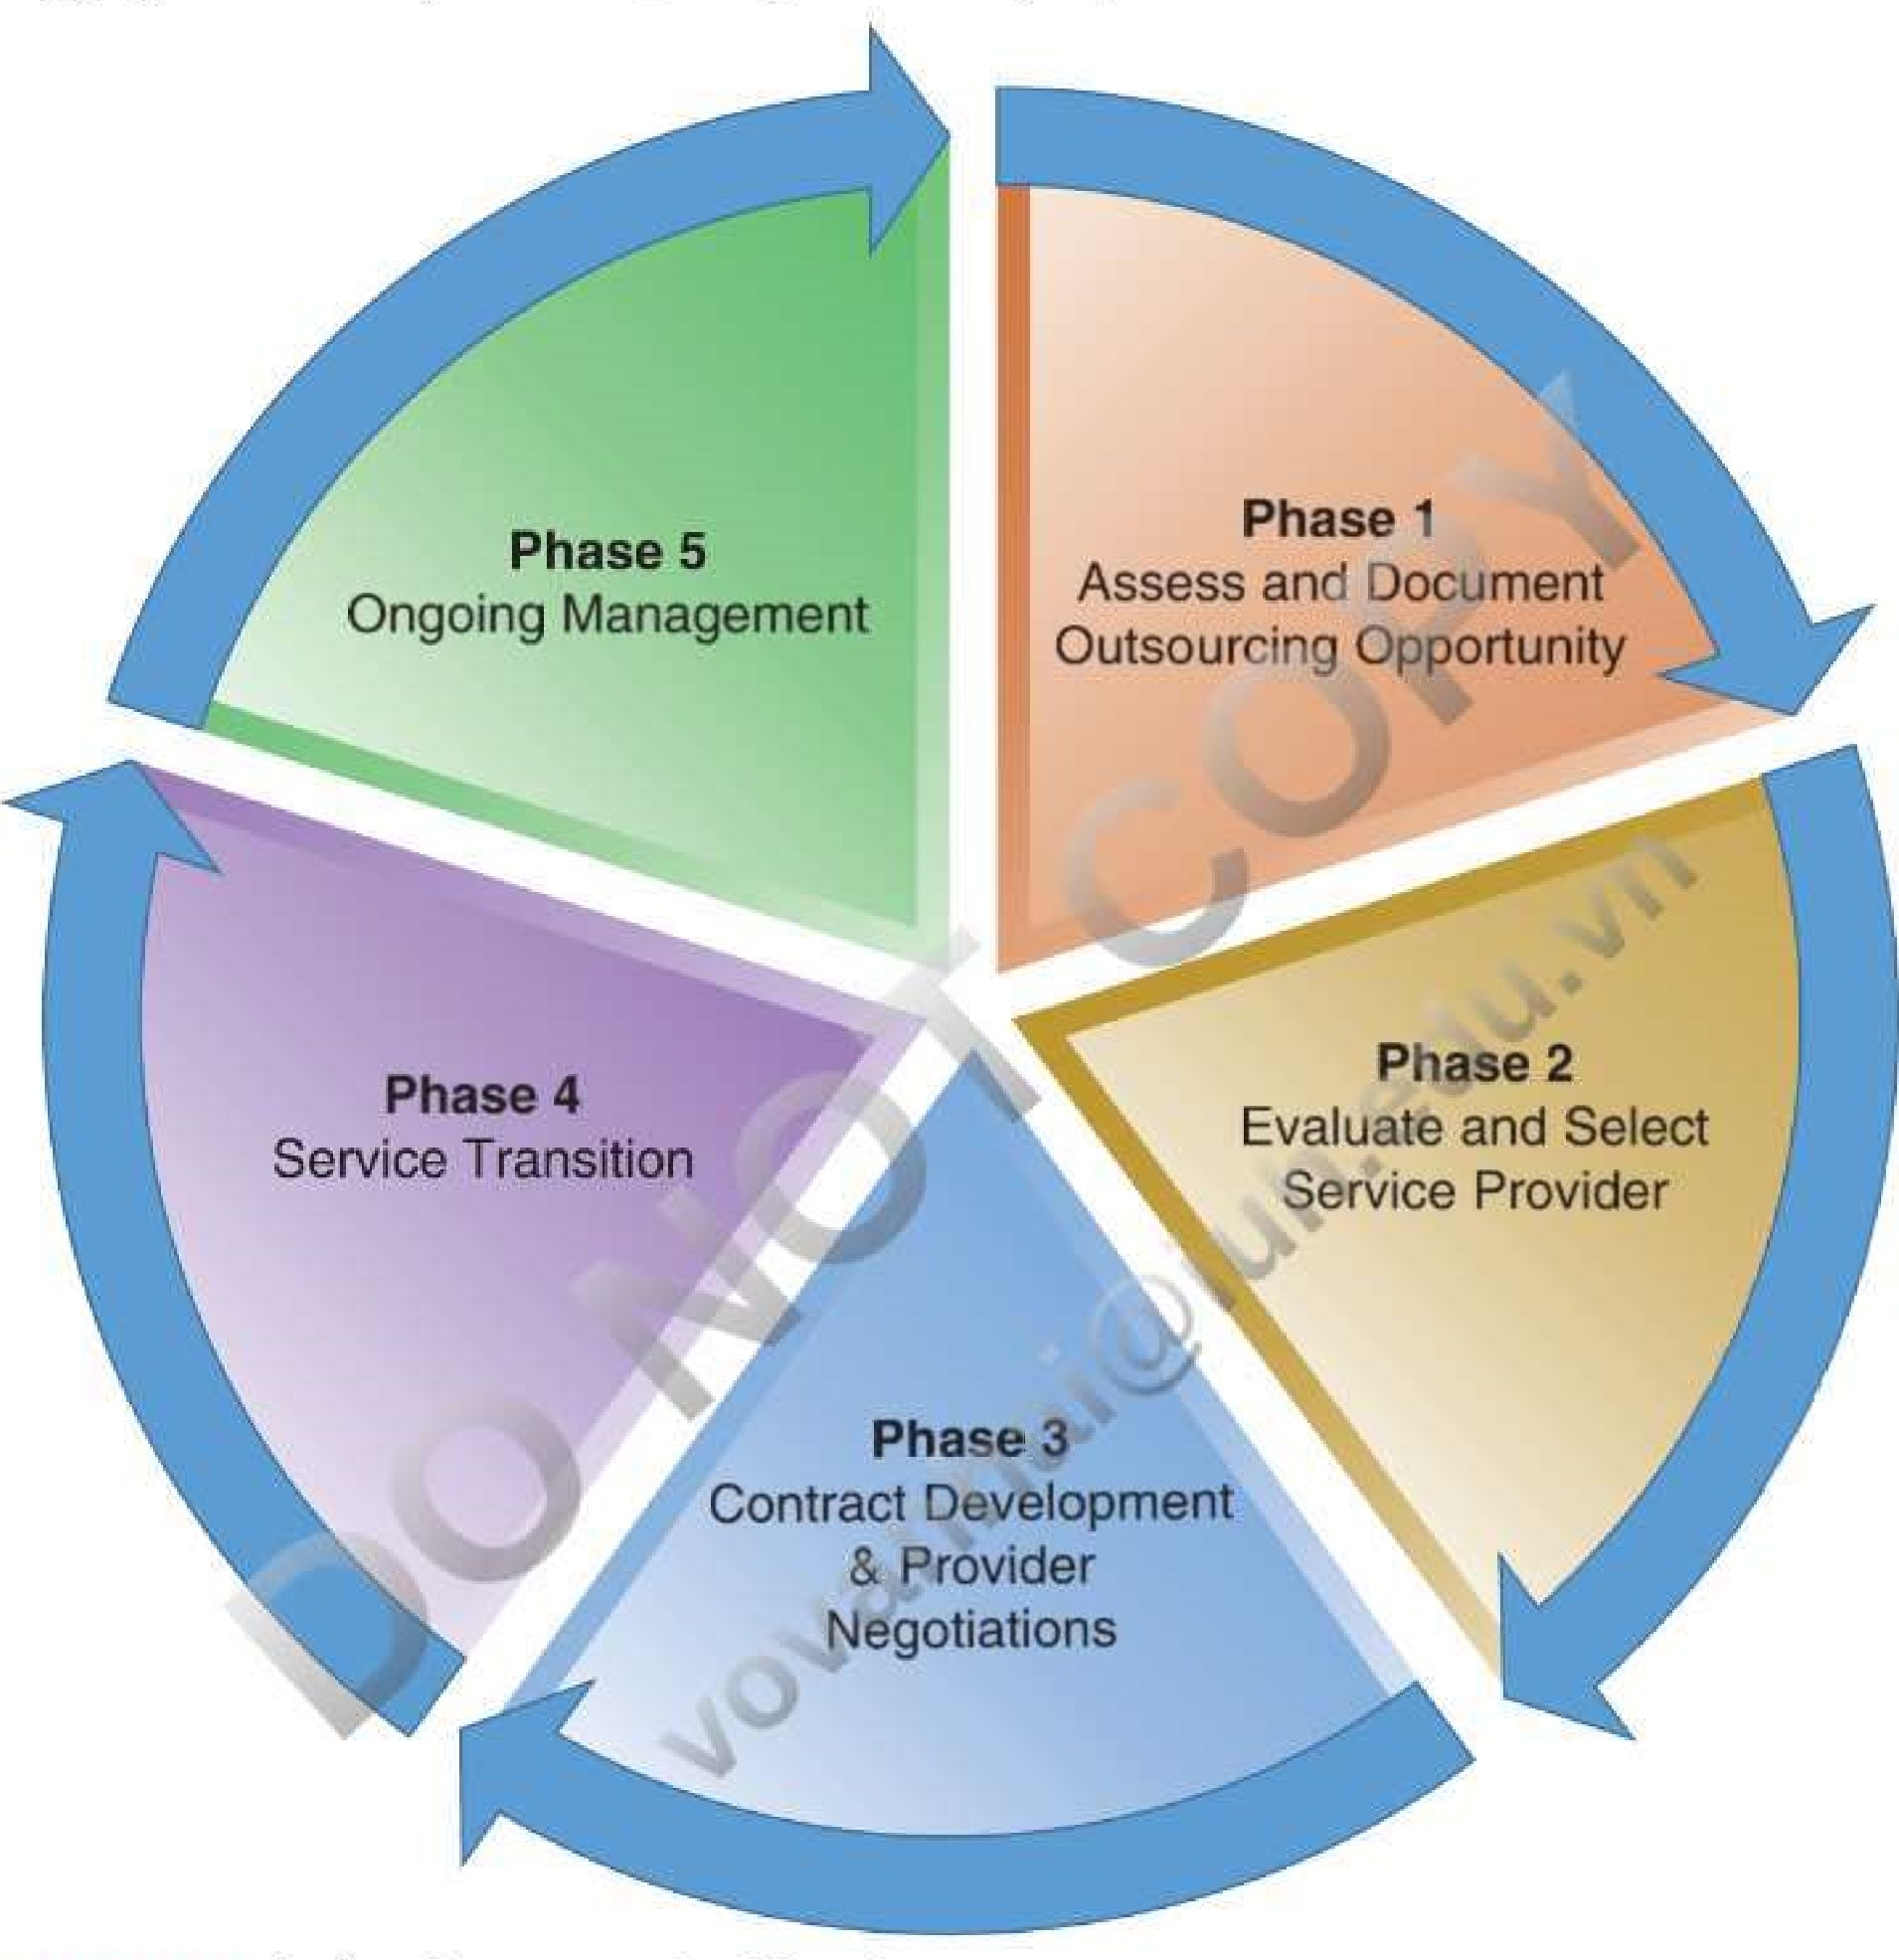 Phase 1
Assess and Document
Outsourcing Opportunity
Phase 2
Evaluate and Select
Service Provider
Phase 3
Contract Development
& Provider
Negotiations
Phase 4
Service Transition
Phase 5
Ongoing Management
DO NOT COPY